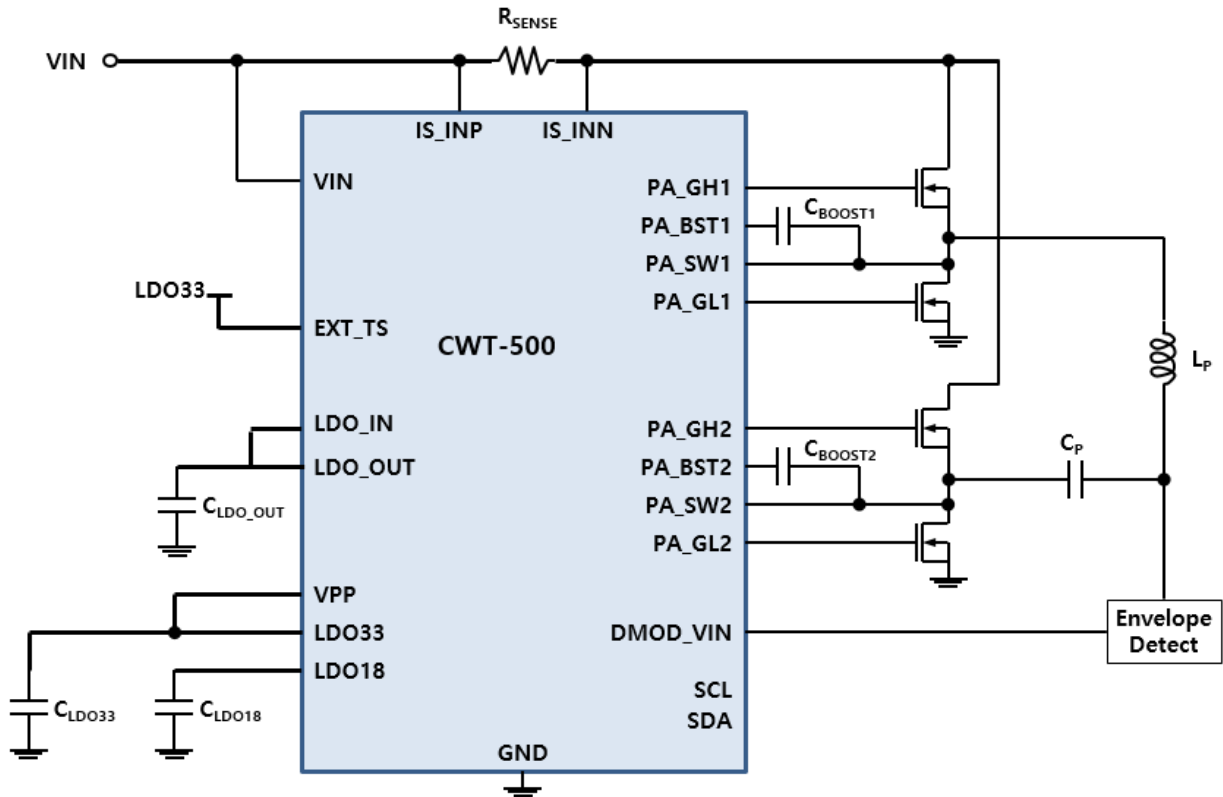 R_SENSE
VIN
IS_INP
IS_INN
VIN
PA_GH1
C_BOOST1
PA_BST1
PA_SW1
LDO33
PA_GL1
EXT_TS
CWT-500
L_P
LDO_IN
PA_GH2
C_P
C_BOOST2
LDO_OUT
PA_BST2
C_LDO_OUT
PA_SW2
PA_GL2
VPP
Envelope
Detect
LDO33
DMOD_VIN
LDO18
SCL
C_LDO33
C_LDO18
SDA
GND